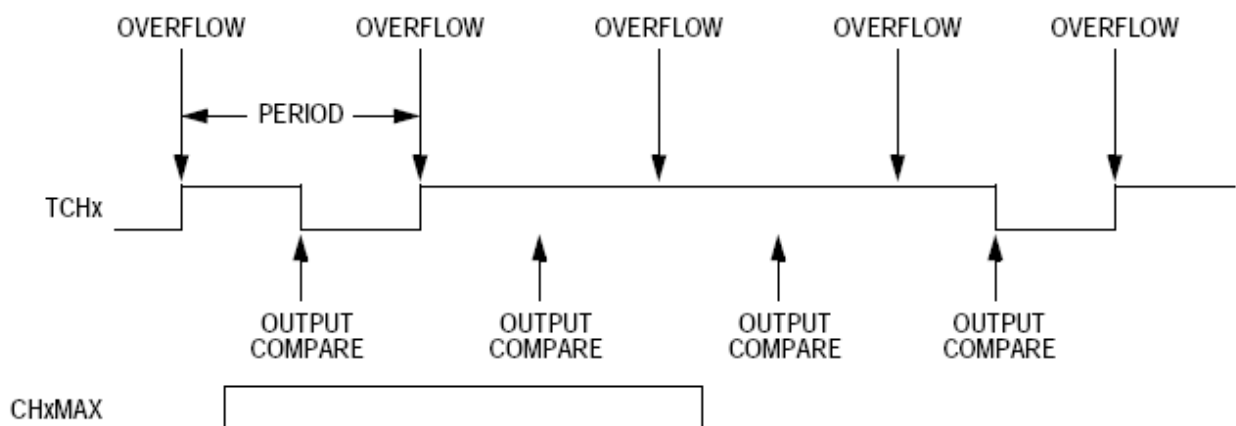 OVERFLOW OVERFLOW OVERFLOW OVERFLOW OVERFLOW
PERIOD
TCHx
OUTPUT COMPARE
OUTPUT COMPARE
OUTPUT COMPARE
OUTPUT COMPARE
CHxMAX